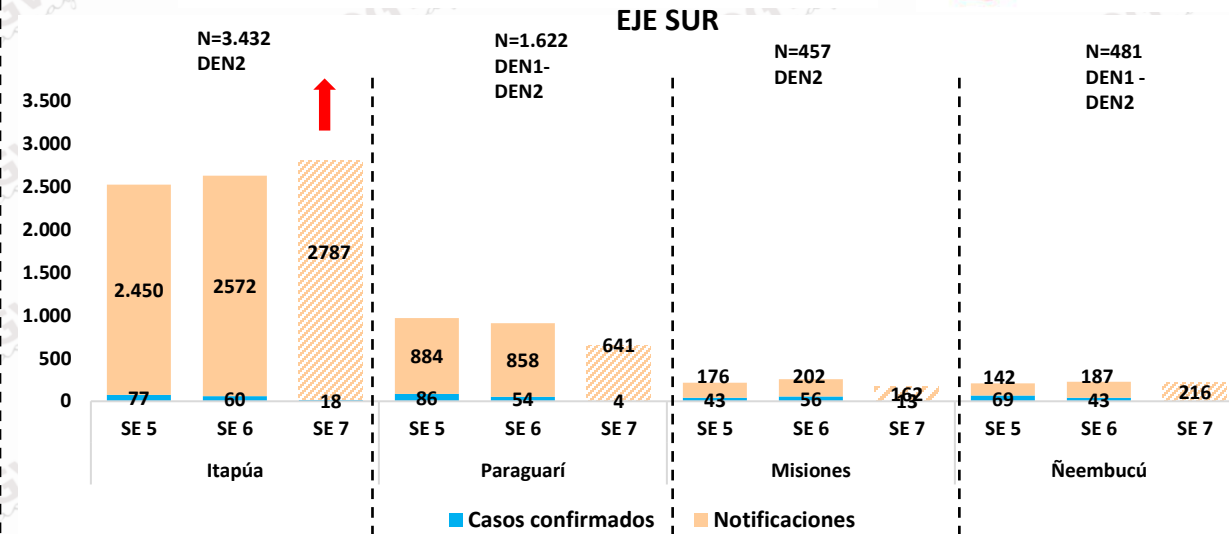 EJE SUR
N=3.432
DEN2
N=1.622
DEN1-
DEN2
N=457
DEN2
N=481
DEN1 -
DEN2
3.500
3.000
2.500
2.000
1.500
1.000
500
0
2.450
2572
2787
77
60
18
884
858
641
86
54
4
176
202
162
43
56
13
142
187
216
69
43
SE 5
SE 6
SE 7
SE 5
SE 6
SE 7
SE 5
SE 6
SE 7
SE 5
SE 6
SE 7
Itapúa
Paraguarí
Misiones
Ñeembucú
Casos confirmados
Notificaciones